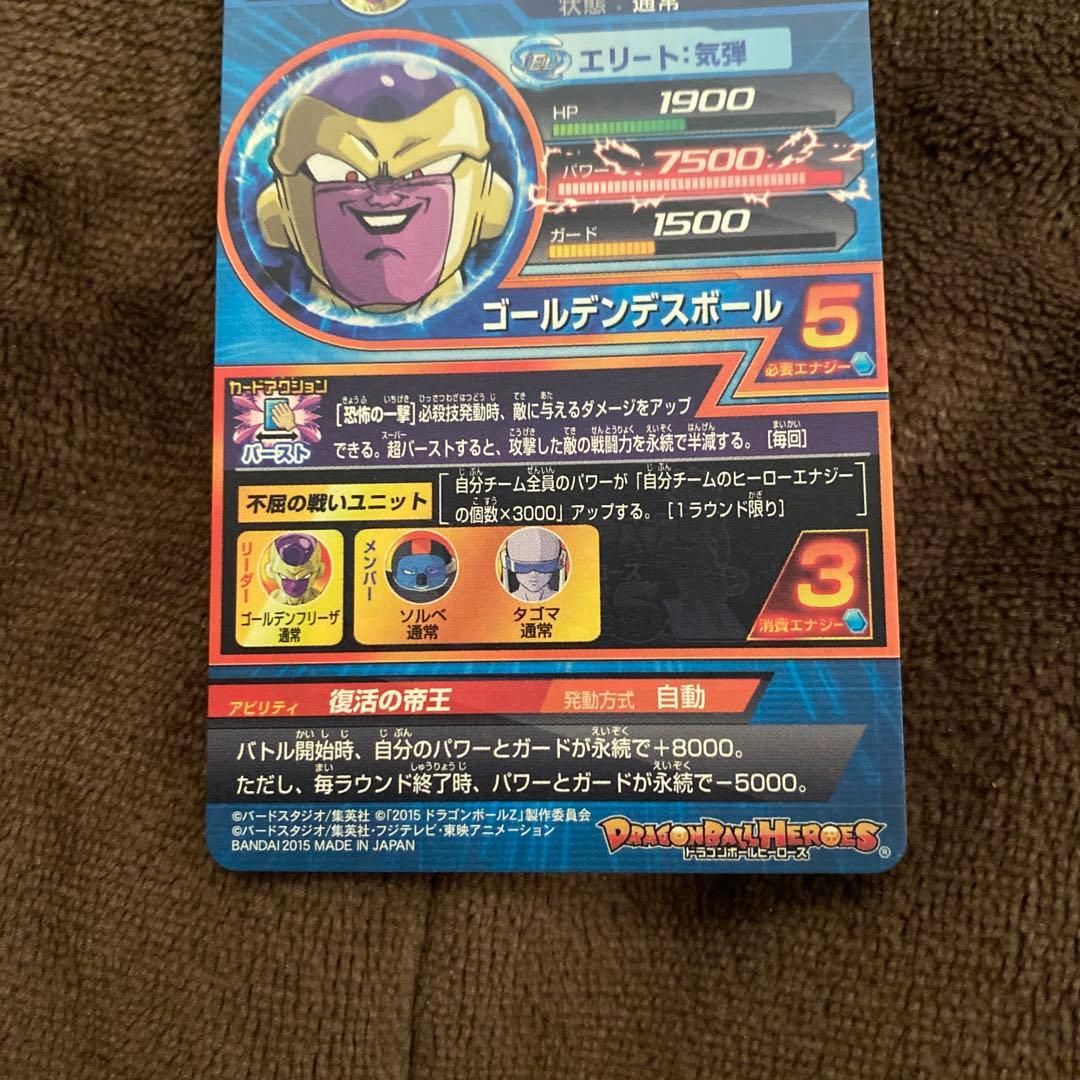 状態：通常
エリート：気弾
HP 1900
パワー 7500
ガード 1500
ゴールデンデスボール
5
必要エナジー
カードアクション
バースト
[恐怖の一撃]必殺技発動時、敵に与えるダメージをアップ
できる。超バーストすると、攻撃した敵の戦闘力を永続で半減する。 [毎回]
不屈の戦いユニット
自分チーム全員のパワーが「自分チームのヒーローエナジー
の個数×3000」アップする。 [1ラウンド限り]
リーダー
ゴールデンフリーザ
通常
メンバー
ソルベ
通常
タゴマ
通常
3
消費エナジー
アビリティ 復活の帝王 発動方式 自動
バトル開始時、自分のパワーとガードが永続で+8000。
ただし、毎ラウンド終了時、パワーとガードが永続で-5000。
©バードスタジオ/集英社 ©「2015 ドラゴンボールZ」製作委員会
©バードスタジオ/集英社・フジテレビ・東映アニメーション
BANDAI 2015 MADE IN JAPAN
DRAGONBALL HEROES
ドラゴンボールヒーローズ
®